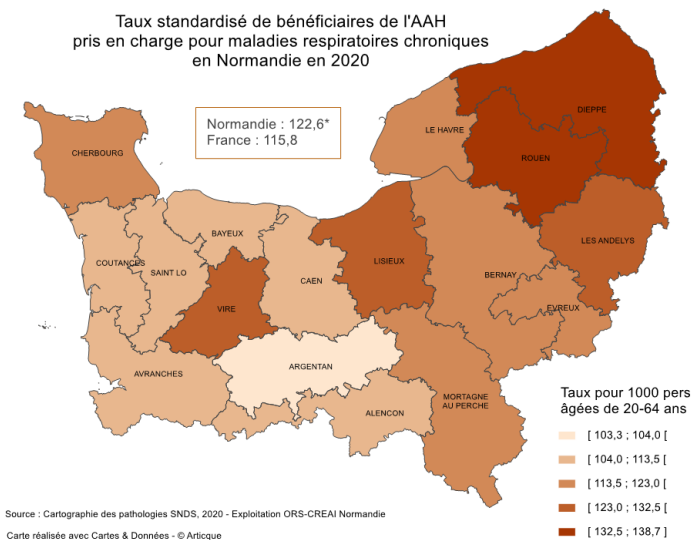 Taux standardisé de bénéficiaires de l'AAH
pris en charge pour maladies respiratoires chroniques
en Normandie en 2020
Normandie : 122,6*
France : 115,8
DIEPPE
LE HAVRE
ROUEN
CHERBOURG
BAYEUX
LES ANDELYS
COUTANCES
SAINT LO
LISIEUX
CAEN
BERNAY
VIRE
EVREUX
ARGENTAN
AVRANCHES
MORTAGNE
AU PERCHE
ALENCON
Taux pour 1000 pers
âgées de 20-64 ans
[ 103,3 ; 104,0 [
[ 104,0 ; 113,5 [
[ 113,5 ; 123,0 [
[ 123,0 ; 132,5 [
[ 132,5 ; 138,7 ]
Source : Cartographie des pathologies SNDS, 2020 - Exploitation ORS-CREAI Normandie
Carte réalisée avec Cartes & Données - © Articque